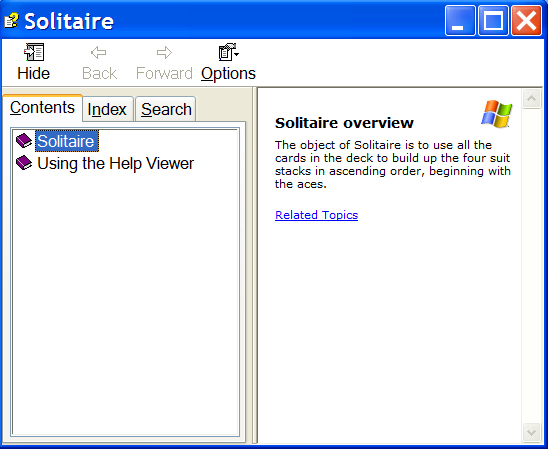 Solitaire
Hide Back Forward Options
Contents Index Search
Solitaire
Using the Help Viewer
Solitaire overview
The object of Solitaire is to use all the
cards in the deck to build up the four suit
stacks in ascending order, beginning with
the aces.
Related Topics